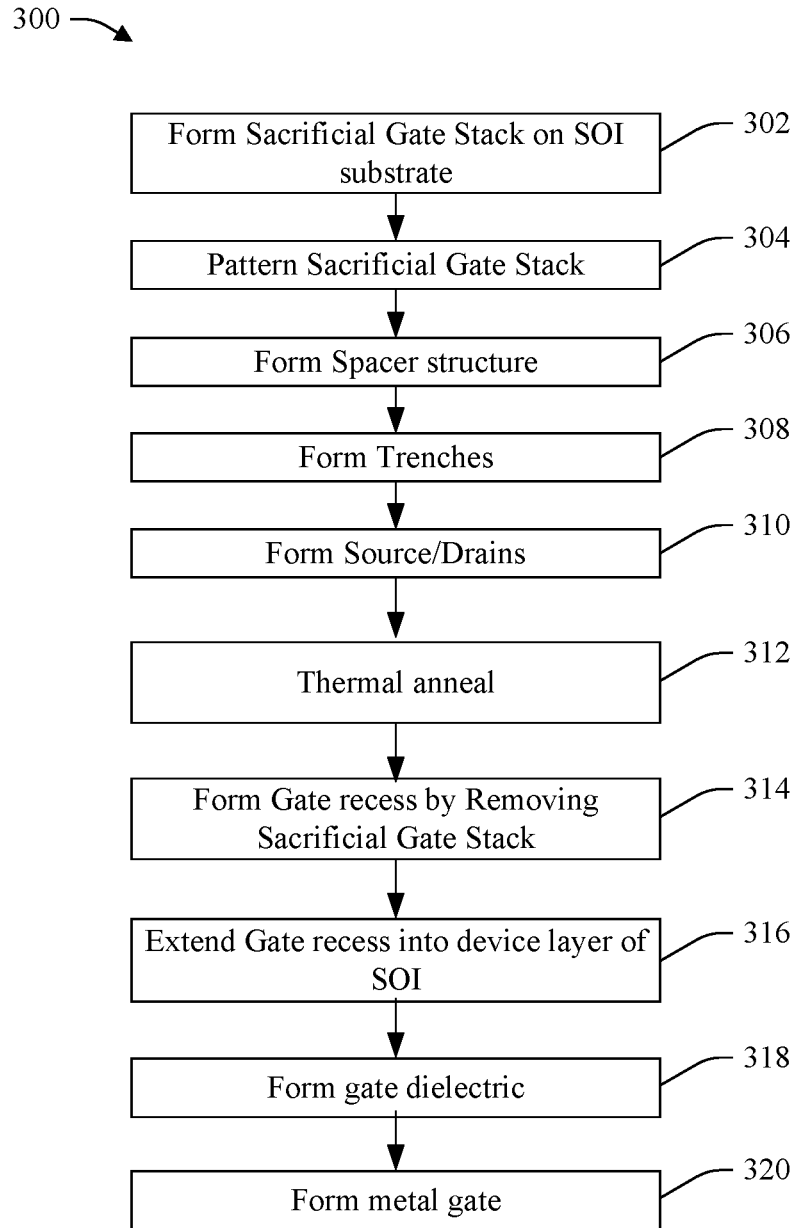 300
Form Sacrificial Gate Stack on SOI
substrate
302
Pattern Sacrificial Gate Stack
304
Form Spacer structure
306
Form Trenches
308
Form Source/Drains
310
Thermal anneal
312
Form Gate recess by Removing
Sacrificial Gate Stack
314
Extend Gate recess into device layer of
SOI
316
Form gate dielectric
318
Form metal gate
320